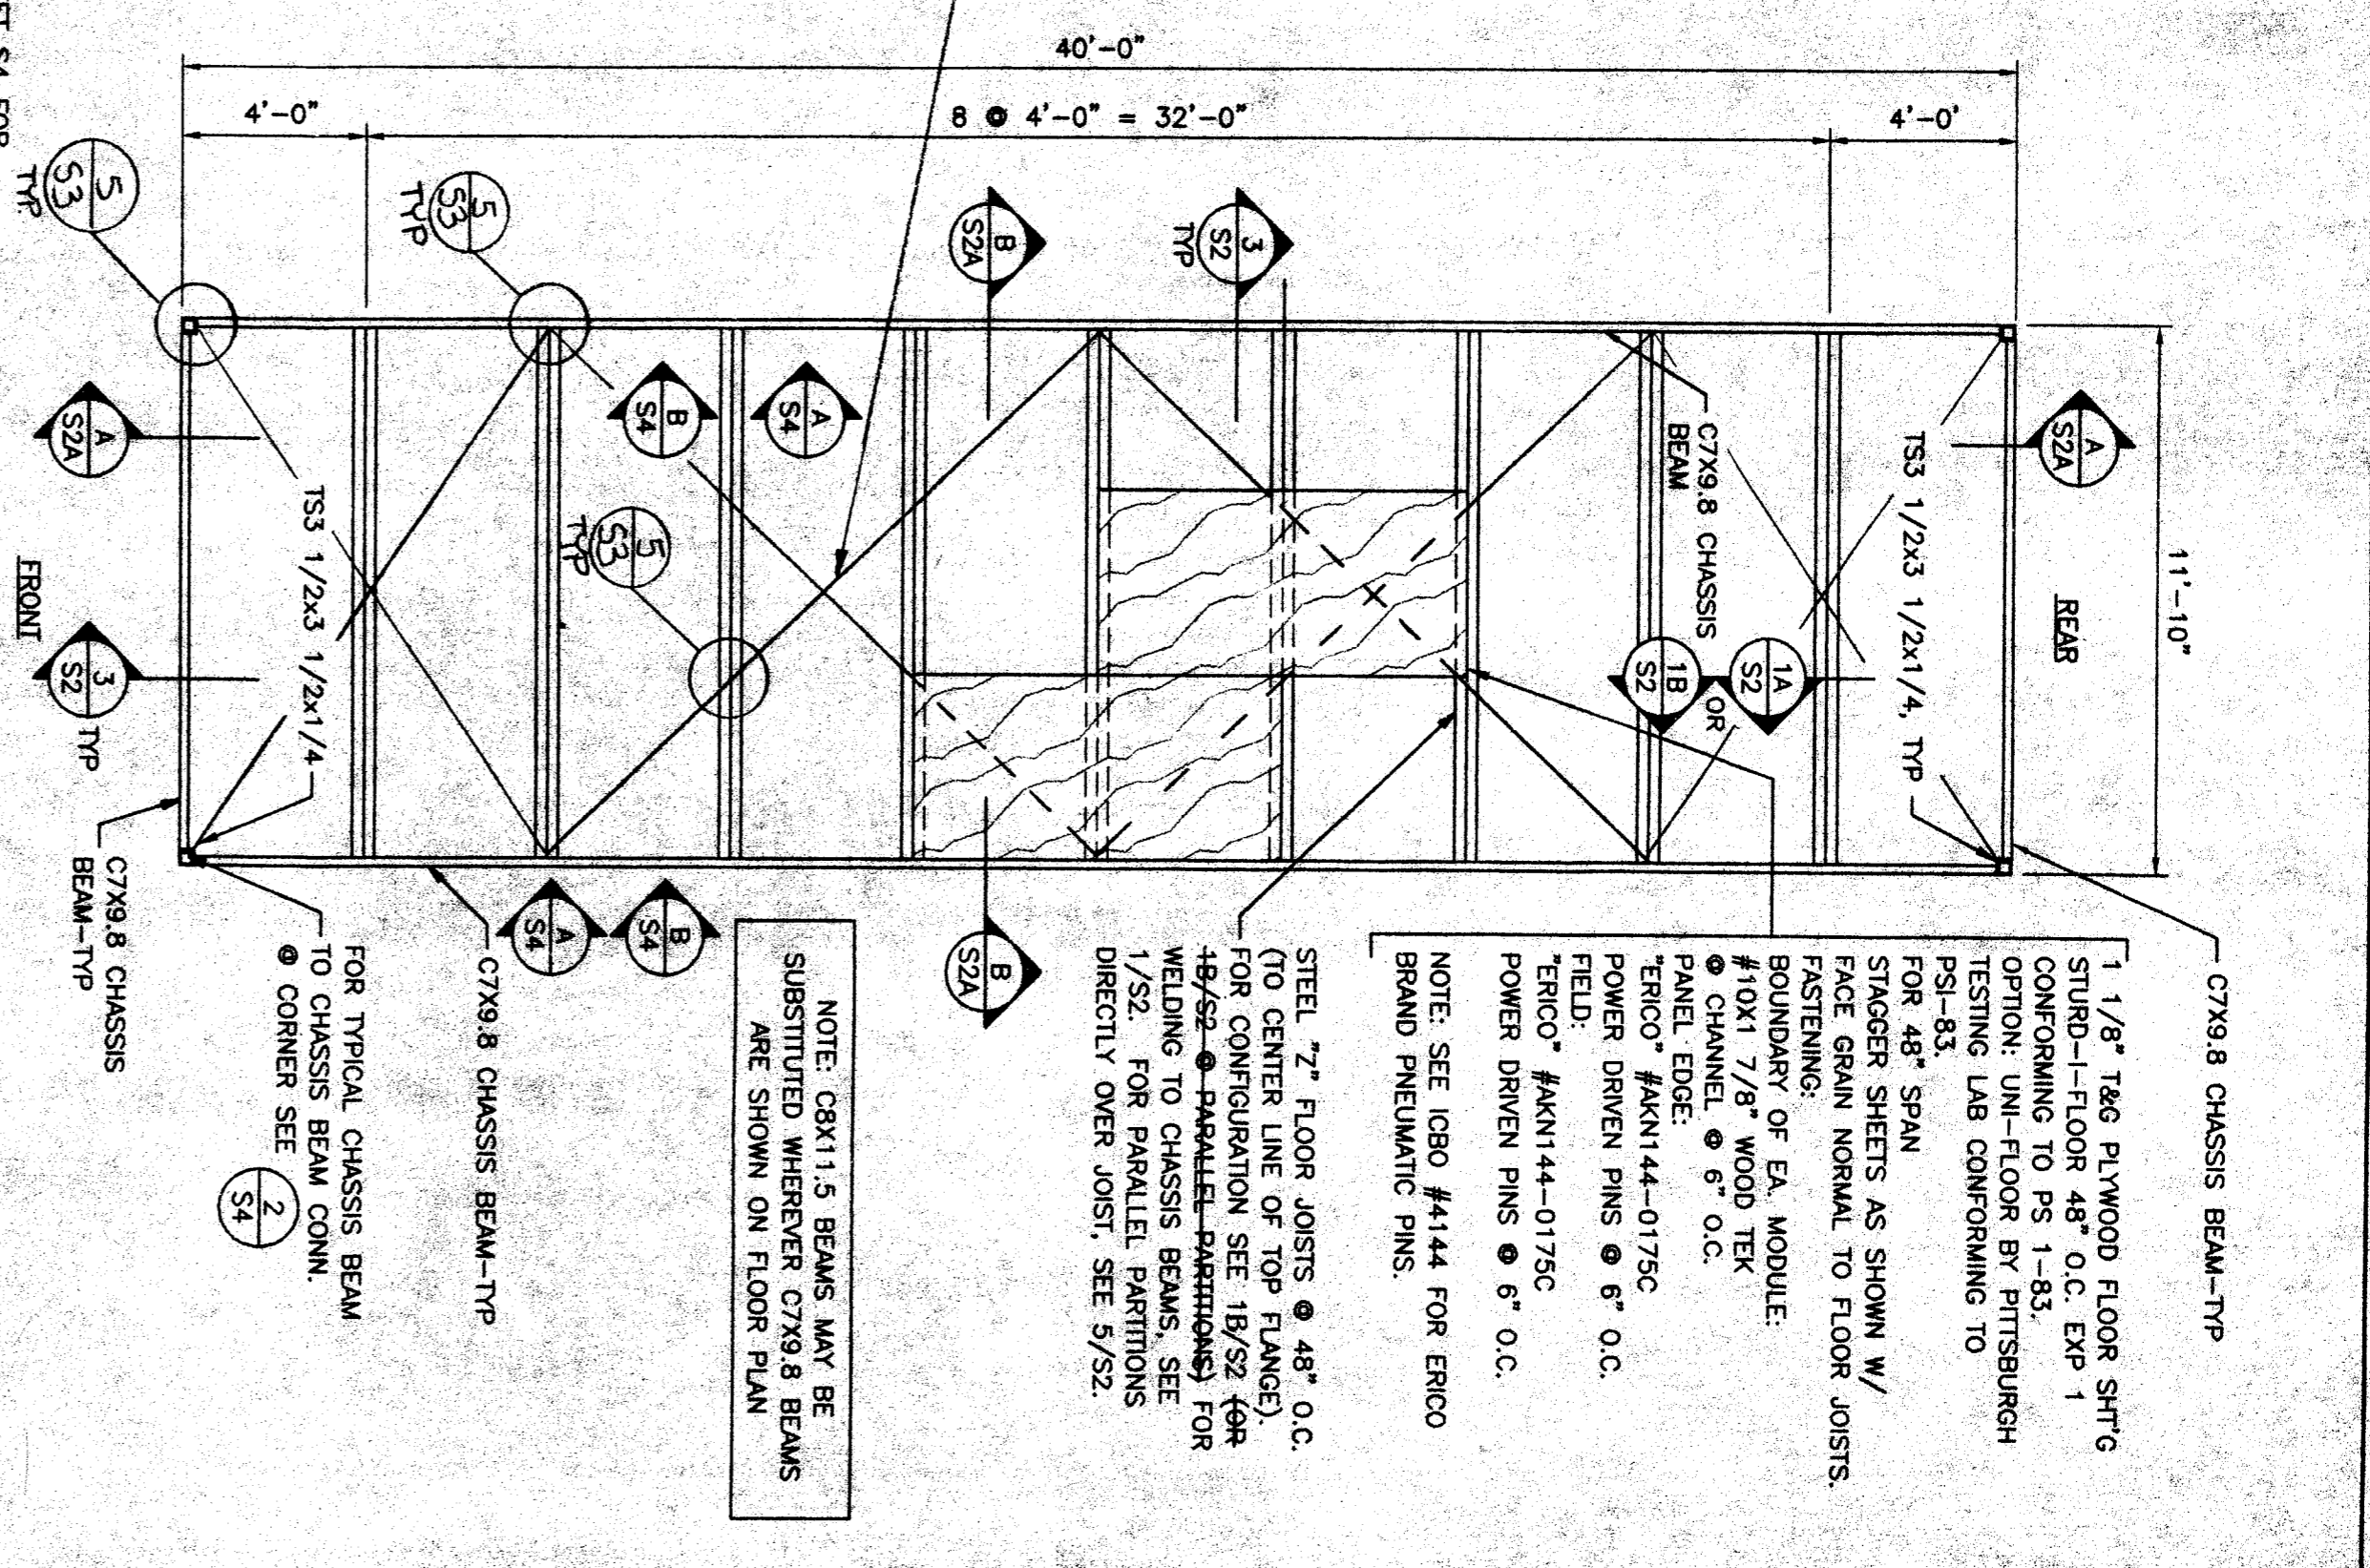 40'-0"
4'-0"
8 @ 4'-0" = 32'-0"
4'-0'
11'-10"
REAR
FRONT
5
S3
TYP.
5
S3
TYP
B
S2A
3
S2
TYP
A
S2A
A
S2A
B
S4
A
S4
5
S3
TYP
TS3 1/2x3 1/2x1/4
TS3 1/2x3 1/2x1/4, TYP
C7X9.8 CHASSIS
BEAM
1A
S2
OR
1B
S2
3
S2
TYP
C7X9.8 CHASSIS BEAM-TYP
1 1/8" T&G PLYWOOD FLOOR SHT'G
STURD-I-FLOOR 48" O.C. EXP 1
CONFORMING TO PS 1-83.
OPTION: UNI-FLOOR BY PITTSBURGH
TESTING LAB CONFORMING TO
PSI-83.
FOR 48" SPAN
STAGGER SHEETS AS SHOWN W/
FACE GRAIN NORMAL TO FLOOR JOISTS.
FASTENING:
BOUNDARY OF EA. MODULE:
#10X1 7/8" WOOD TEK
@ CHANNEL @ 6" O.C.
PANEL EDGE:
"ERICO" #AKN144-0175C
POWER DRIVEN PINS @ 6" O.C.
FIELD:
"ERICO" #AKN144-0175C
POWER DRIVEN PINS @ 6" O.C.
NOTE: SEE ICBO #4144 FOR ERICO
BRAND PNEUMATIC PINS.
STEEL "Z" FLOOR JOISTS @ 48" O.C.
(TO CENTER LINE OF TOP FLANGE).
FOR CONFIGURATION SEE 1B/S2 (OR
1B/S2 @ PARALLEL PARTITIONS) FOR
WELDING TO CHASSIS BEAMS, SEE
1/S2. FOR PARALLEL PARTITIONS
DIRECTLY OVER JOIST, SEE 5/S2.
B
S2A
NOTE: C8X11.5 BEAMS MAY BE
SUBSTITUTED WHEREVER C7X9.8 BEAMS
ARE SHOWN ON FLOOR PLAN
B
S4
A
S4
C7X9.8 CHASSIS BEAM-TYP
FOR TYPICAL CHASSIS BEAM
TO CHASSIS BEAM CONN.
@ CORNER SEE
2
S4
C7X9.8 CHASSIS
BEAM-TYP
S4 FOR